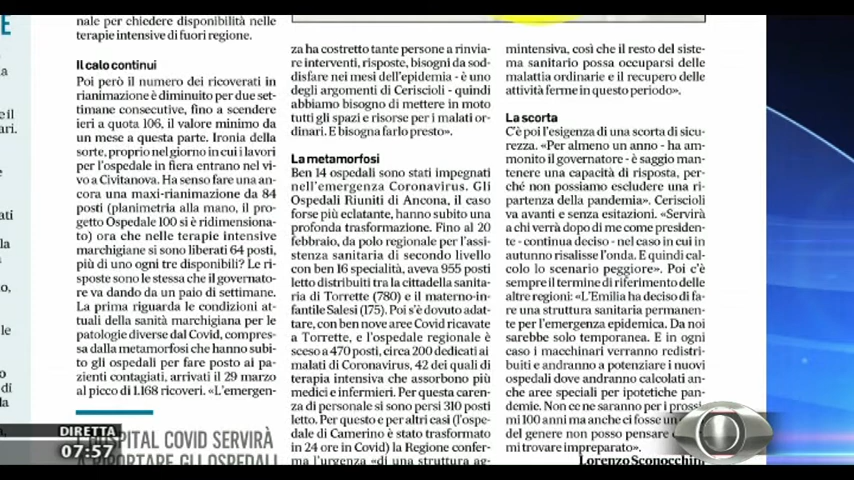 nale per chiedere disponibilità nelle
terapie intensive di fuori regione.
Il calo continui
Poi però il numero dei ricoverati in
rianimazione è diminuito per due set-
timane consecutive, fino a scendere
ieri a quota 106, il valore minimo da
un mese a questa parte. Ironia della
sorte, proprio nel giorno in cui i lavori
per l'ospedale in fiera entrano nel vi-
vo a Civitanova. Ha senso fare una an-
cora una maxi-rianimazione da 84
posti (planimetria alla mano, il pro-
getto Ospedale 100 si è ridimensiona-
to) ora che nelle terapie intensive
marchigiane si sono liberati 64 posti,
più di uno ogni tre disponibili? Le ri-
sposte sono le stessa che il governato-
re va dando da un paio di settimane.
La prima riguarda le condizioni at-
tuali della sanità marchigiana per le
patologie diverse dal Covid, compres-
sa dalla metamorfosi che hanno subi-
to gli ospedali per fare posto ai pa-
zienti contagiati, arrivati il 29 marzo
al picco di 1.168 ricoveri. «L'emergen-
za ha costretto tante persone a rinvia-
re interventi, risposte, bisogni da sod-
disfare nei mesi dell'epidemia - è uno
degli argomenti di Ceriscioli - quindi
abbiamo bisogno di mettere in moto
tutti gli spazi e risorse per i malati or-
dinari. E bisogna farlo presto».
La metamorfosi
Ben 14 ospedali sono stati impegnati
nell'emergenza Coronavirus. Gli
Ospedali Riuniti di Ancona, il caso
forse più eclatante, hanno subito una
profonda trasformazione. Fino al 20
febbraio, da polo regionale per l'assi-
stenza sanitaria di secondo livello
con ben 16 specialità, aveva 955 posti
letto distribuiti tra la cittadella sanita-
ria di Torrette (780) e il materno-in-
fantile Salesi (175). Poi s'è dovuto adat-
tare, con ben nove aree Covid ricavate
a Torrette, e l'ospedale regionale è
sceso a 470 posti, circa 200 dedicati ai
malati di Coronavirus, 42 dei quali di
terapia intensiva che assorbono più
medici e infermieri. Per questa caren-
za di personale si sono persi 310 posti
letto. Per questo e per altri casi (l'ospe-
dale di Camerino è stato trasformato
in 24 ore in Covid) la Regione confer-
ma l'urgenza «di una struttura ag-
mintensiva, così che il resto del siste-
ma sanitario possa occuparsi delle
malattia ordinarie e il recupero delle
attività ferme in questo periodo».
La scorta
C'è poi l'esigenza di una scorta di sicu-
rezza. «Per almeno un anno - ha am-
monito il governatore - è saggio man-
tenere una capacità di risposta, per-
ché non possiamo escludere una ri-
partenza della pandemia». Ceriscioli
va avanti e senza esitazioni. «Servirà
a chi verrà dopo di me come presiden-
te - continua deciso - nel caso in cui in
autunno risalisse l'onda. E quindi cal-
colo lo scenario peggiore». Poi c'è
sempre il termine di riferimento delle
altre regioni: «L'Emilia ha deciso di fa-
re una struttura sanitaria permanen-
te per l'emergenza epidemica. Da noi
sarebbe solo temporanea. E in ogni
caso i macchinari verranno redistri-
buiti e andranno a potenziare i nuovi
ospedali dove andranno calcolati an-
che aree speciali per ipotetiche pan-
demie. Non ce ne saranno per i prossi-
mi 100 anni ma anche ci fosse un
del genere non posso pensare
mi trovare impreparato».
Lorenzo Sconocchini
DIRETTA
07:57
L'HOSPITAL COVID SERVIRÀ
A RIPORTARE GLI OSPEDALI